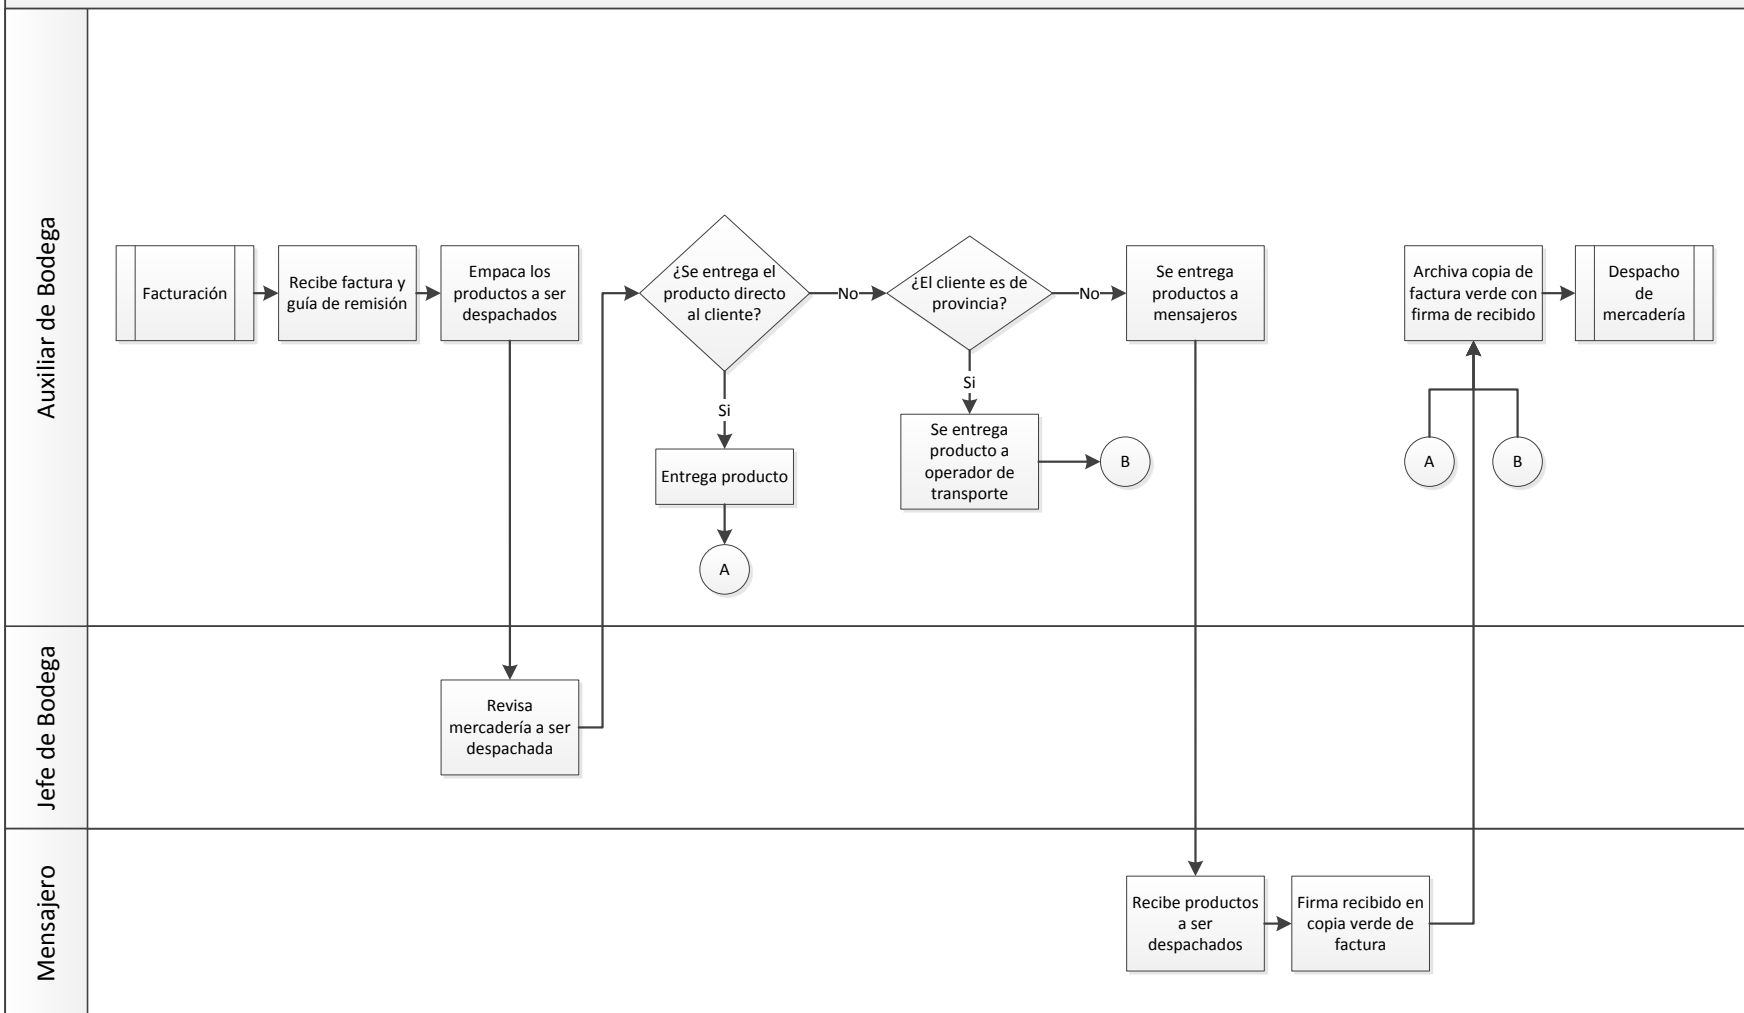 Auxiliar de Bodega
Facturación
Recibe factura y
guía de remisión
Empaca los
productos a ser
despachados
¿Se entrega el
producto directo
al cliente?
No
¿El cliente es de
provincia?
No
Se entrega
productos a
mensajeros
Archiva copia de
factura verde con
firma de recibido
Despacho
de
mercadería
Si
Entrega producto
A
Si
Se entrega
producto a
operador de
transporte
B
A
B
Jefe de Bodega
Revisa
mercadería a ser
despachada
Mensajero
Recibe productos
a ser
despachados
Firma recibido en
copia verde de
factura